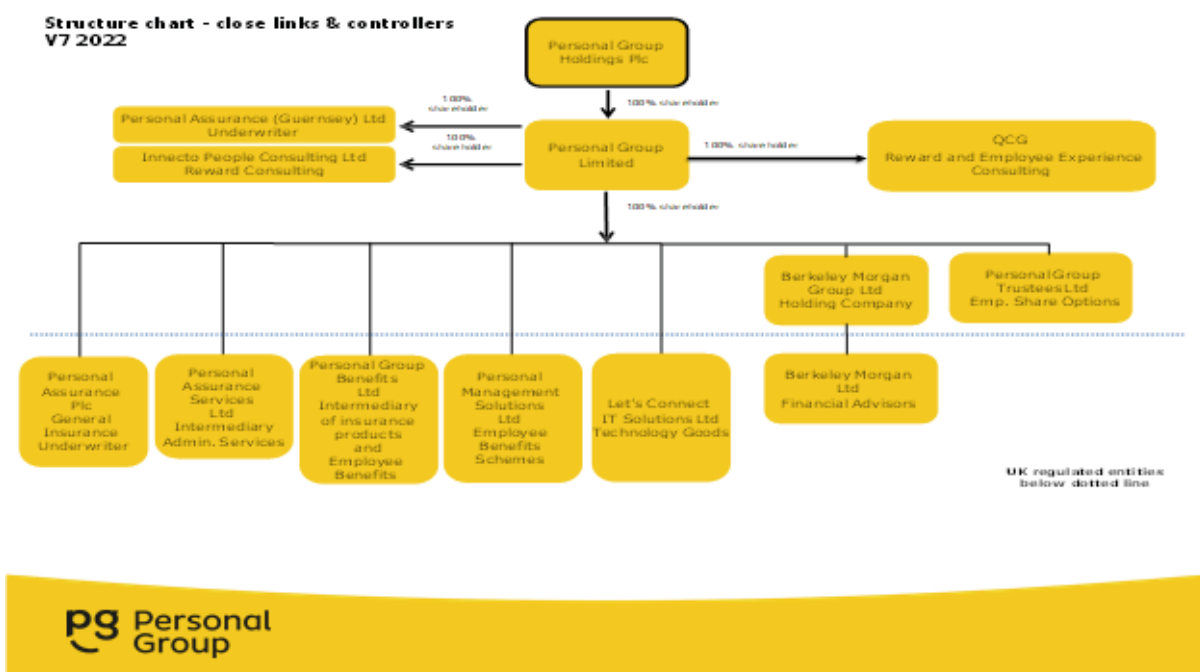 Structure chart - close links & controllers
V7 2022
Personal Group
Holdings Plc
100%
shareholder
100% shareholder
Personal Assurance (Guernsey) Ltd
Underwriter
100%
shareholder
Innecto People Consulting Ltd
Reward Consulting
Personal Group
Limited
100% shareholder
QCG
Reward and Employee Experience
Consulting
100% shareholder
Berkeley Morgan
Group Ltd
Holding Company
Personal Group
Trustees Ltd
Emp. Share Options
Personal
Assurance
Plc
General
Insurance
Underwriter
Personal
Assurance
Services
Ltd
Intermediary
Admin. Services
Personal Group
Benefits
Ltd
Intermediary
of insurance
products
and
Employee
Benefits
Personal
Management
Solutions
Ltd
Employee
Benefits
Schemes
Let's Connect
IT Solutions Ltd
Technology Goods
Berkeley Morgan
Ltd
Financial Advisors
UK regulated entities
below dotted line
pg Personal
Group